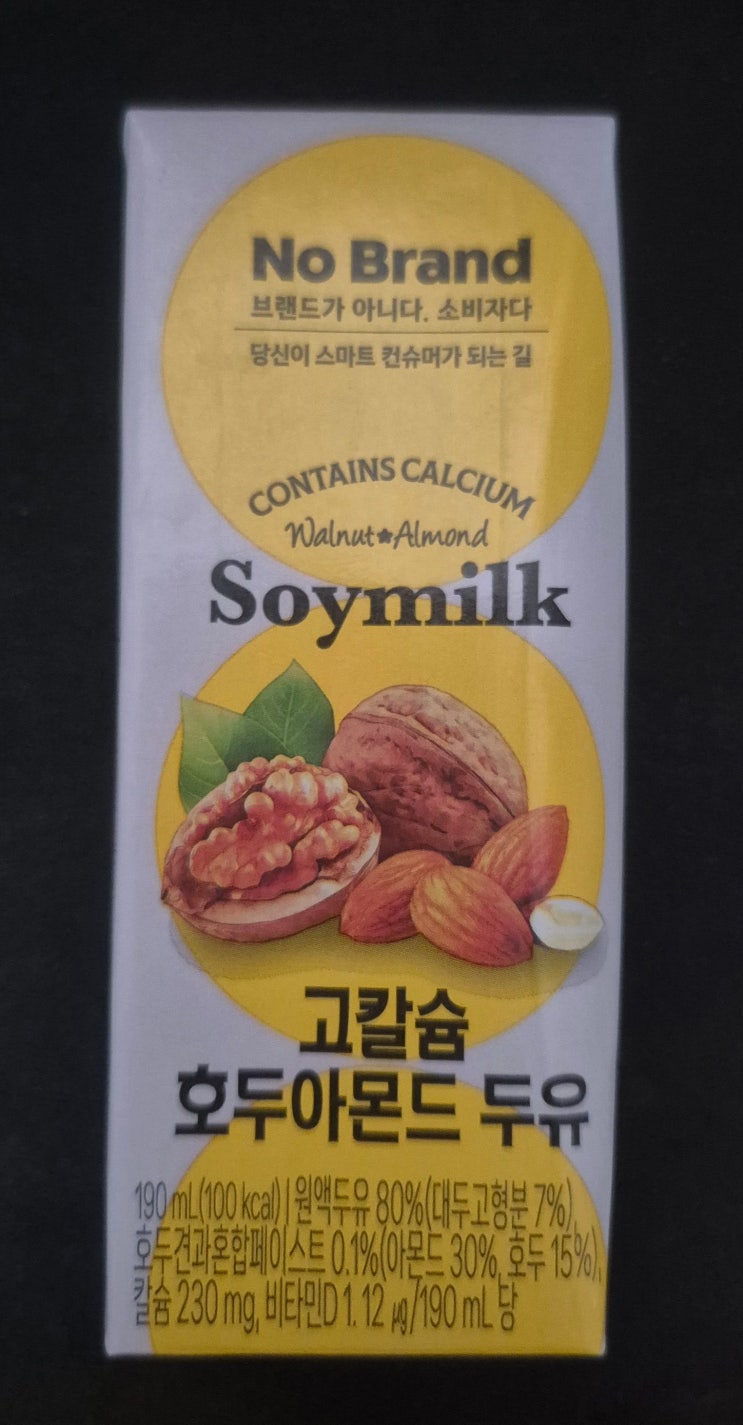 No Brand
브랜드가 아니다. 소비자다
당신이 스마트 컨슈머가 되는 길
CONTAINS CALCIUM
Walnut★Almond
Soymilk
고칼슘
호두아몬드 두유
190 mL(100 kcal) | 원액두유 80%(대두고형분 7%),
호두견과혼합페이스트 0.1%(아몬드 30%, 호두 15%),
칼슘 230 mg, 비타민D 1. 12 ㎍/190 mL 당